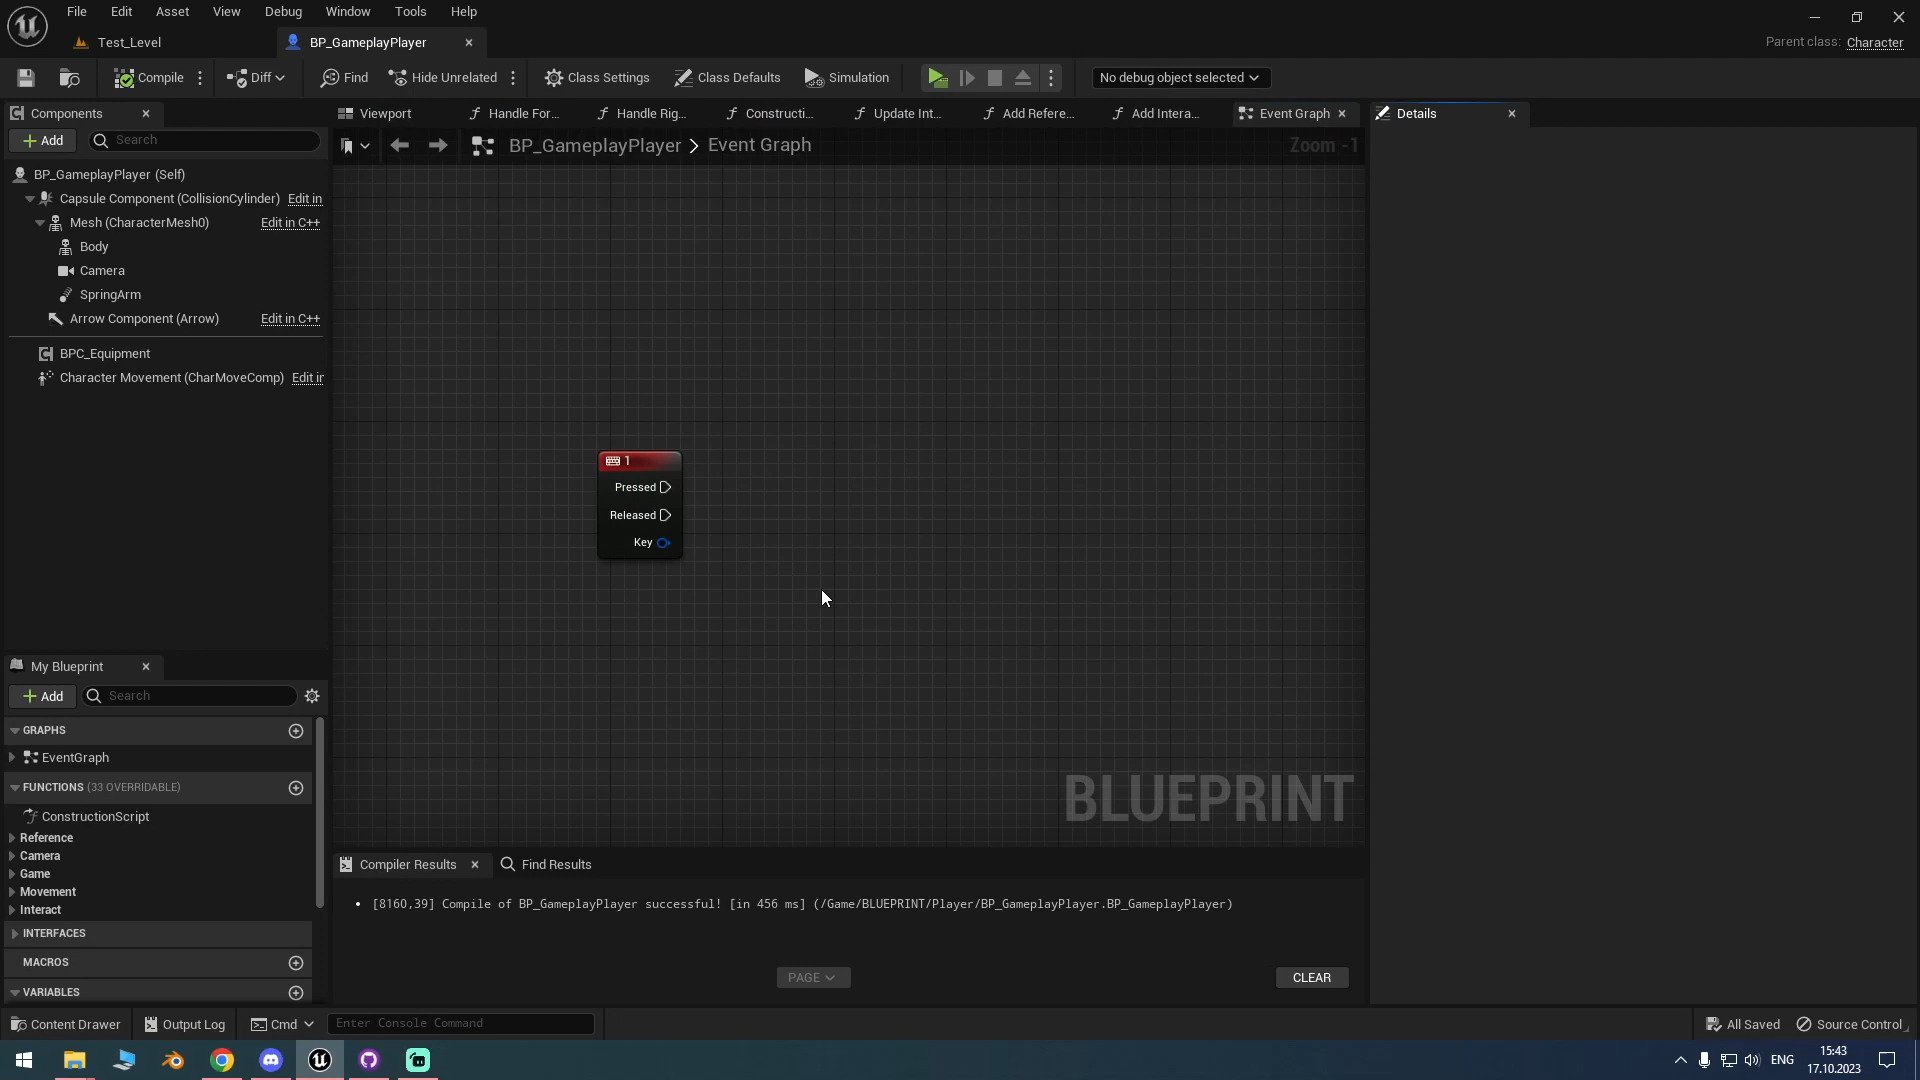 File Edit Asset View Debug Window Tools Help
Test_Level
BP_GameplayPlayer
Parent class: Character
Compile
Diff
Find
Hide Unrelated
Class Settings
Class Defaults
Simulation
No debug object selected
Components
Viewport
Handle For...
Handle Rig...
Constructi...
Update Int...
Add Refere...
Add Intera...
Event Graph
Details
Add
Search
BP_GameplayPlayer > Event Graph
Zoom -1
BP_GameplayPlayer (Self)
Capsule Component (CollisionCylinder) Edit in
Mesh (CharacterMesh0) Edit in C++
Body
Camera
SpringArm
Arrow Component (Arrow) Edit in C++
BPC_Equipment
Character Movement (CharMoveComp) Edit in
1
Pressed
Released
Key
My Blueprint
Add
Search
GRAPHS
EventGraph
FUNCTIONS (33 OVERRIDABLE)
ConstructionScript
Reference
Camera
Game
Movement
Interact
INTERFACES
MACROS
VARIABLES
BLUEPRINT
Compiler Results
Find Results
• [8160,39] Compile of BP_GameplayPlayer successful! [in 456 ms] (/Game/BLUEPRINT/Player/BP_GameplayPlayer.BP_GameplayPlayer)
PAGE
CLEAR
Content Drawer
Output Log
Cmd
Enter Console Command
All Saved
Source Control
ENG
15:43
17.10.2023